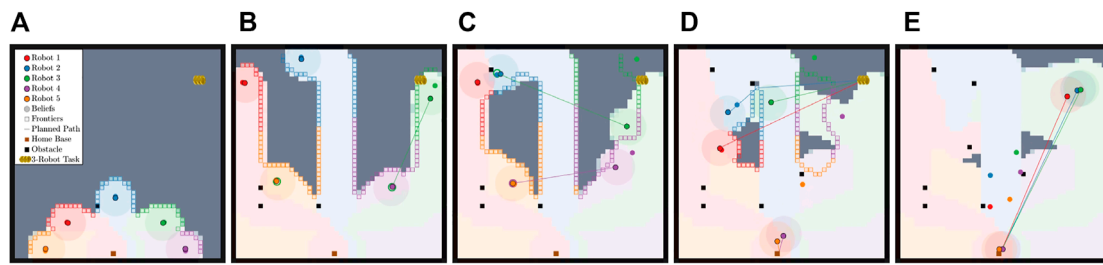 A B C D E
Robot 1
Robot 2
Robot 3
Robot 4
Robot 5
Beliefs
Frontiers
Planned Path
Home Base
Obstacle
3-Robot Task